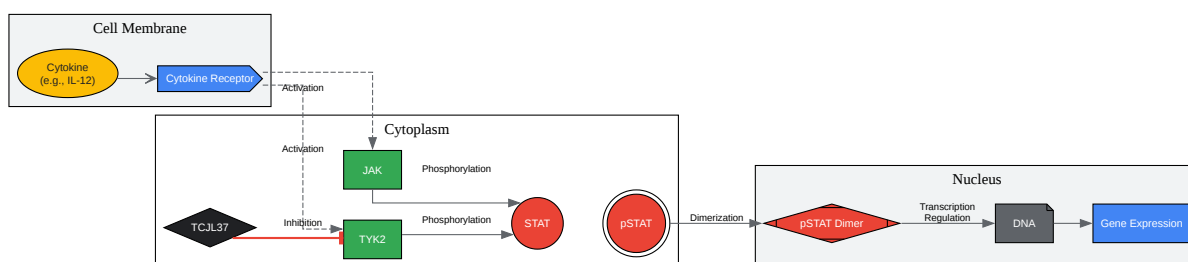 Cell Membrane
Cytokine
(e.g., IL-12)
Cytokine Receptor
Activation
Activation
Cytoplasm
JAK
Phosphorylation
TCJL37
Inhibition
TYK2
Phosphorylation
STAT
pSTAT
Dimerization
Nucleus
pSTAT Dimer
Transcription
Regulation
DNA
Gene Expression